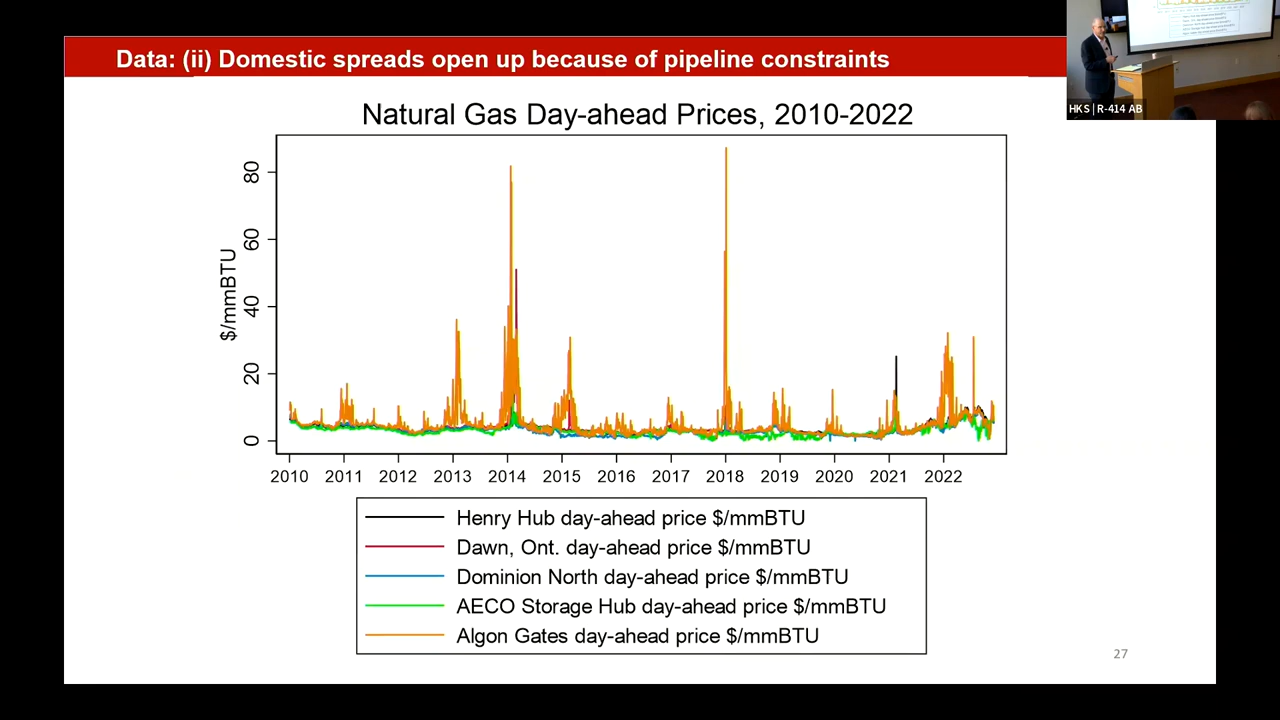 Data: (ii) Domestic spreads open up because of pipeline constraints
HKS | R-414 AB
Natural Gas Day-ahead Prices, 2010-2022
$/mmBTU
80
60
40
20
0
2010 2011 2012 2013 2014 2015 2016 2017 2018 2019 2020 2021 2022
Henry Hub day-ahead price $/mmBTU
Dawn, Ont. day-ahead price $/mmBTU
Dominion North day-ahead price $/mmBTU
AECO Storage Hub day-ahead price $/mmBTU
Algon Gates day-ahead price $/mmBTU
27